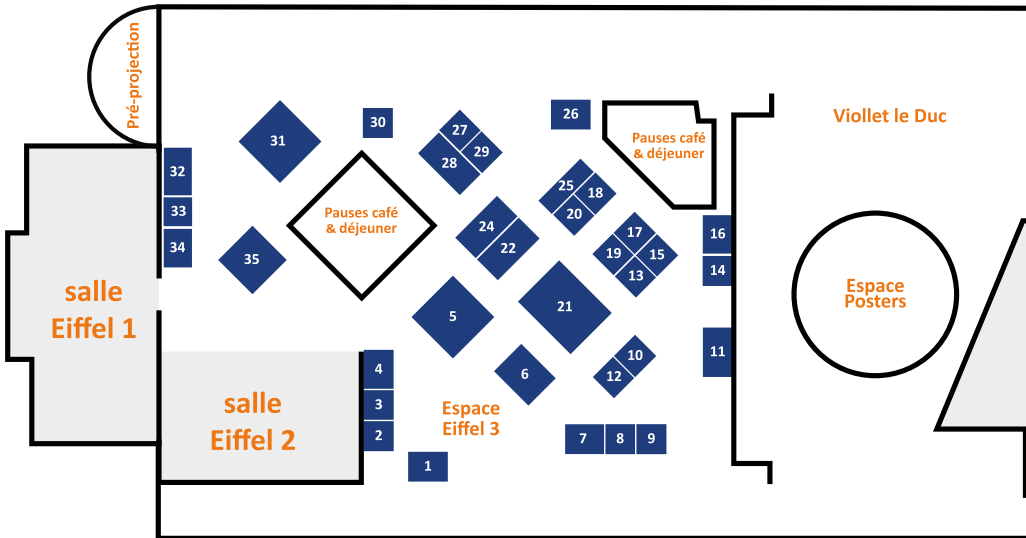 Pré-projection
Viollet le Duc
26
30
27
31
29
28
Pauses café
& déjeuner
32
25
18
33
Pauses café
& déjeuner
20
24
17
16
34
22
19
15
35
14
13
salle
Eiffel 1
Espace
Posters
21
5
11
10
4
6
12
3
salle
Eiffel 2
Espace
Eiffel 3
2
7
8
9
1